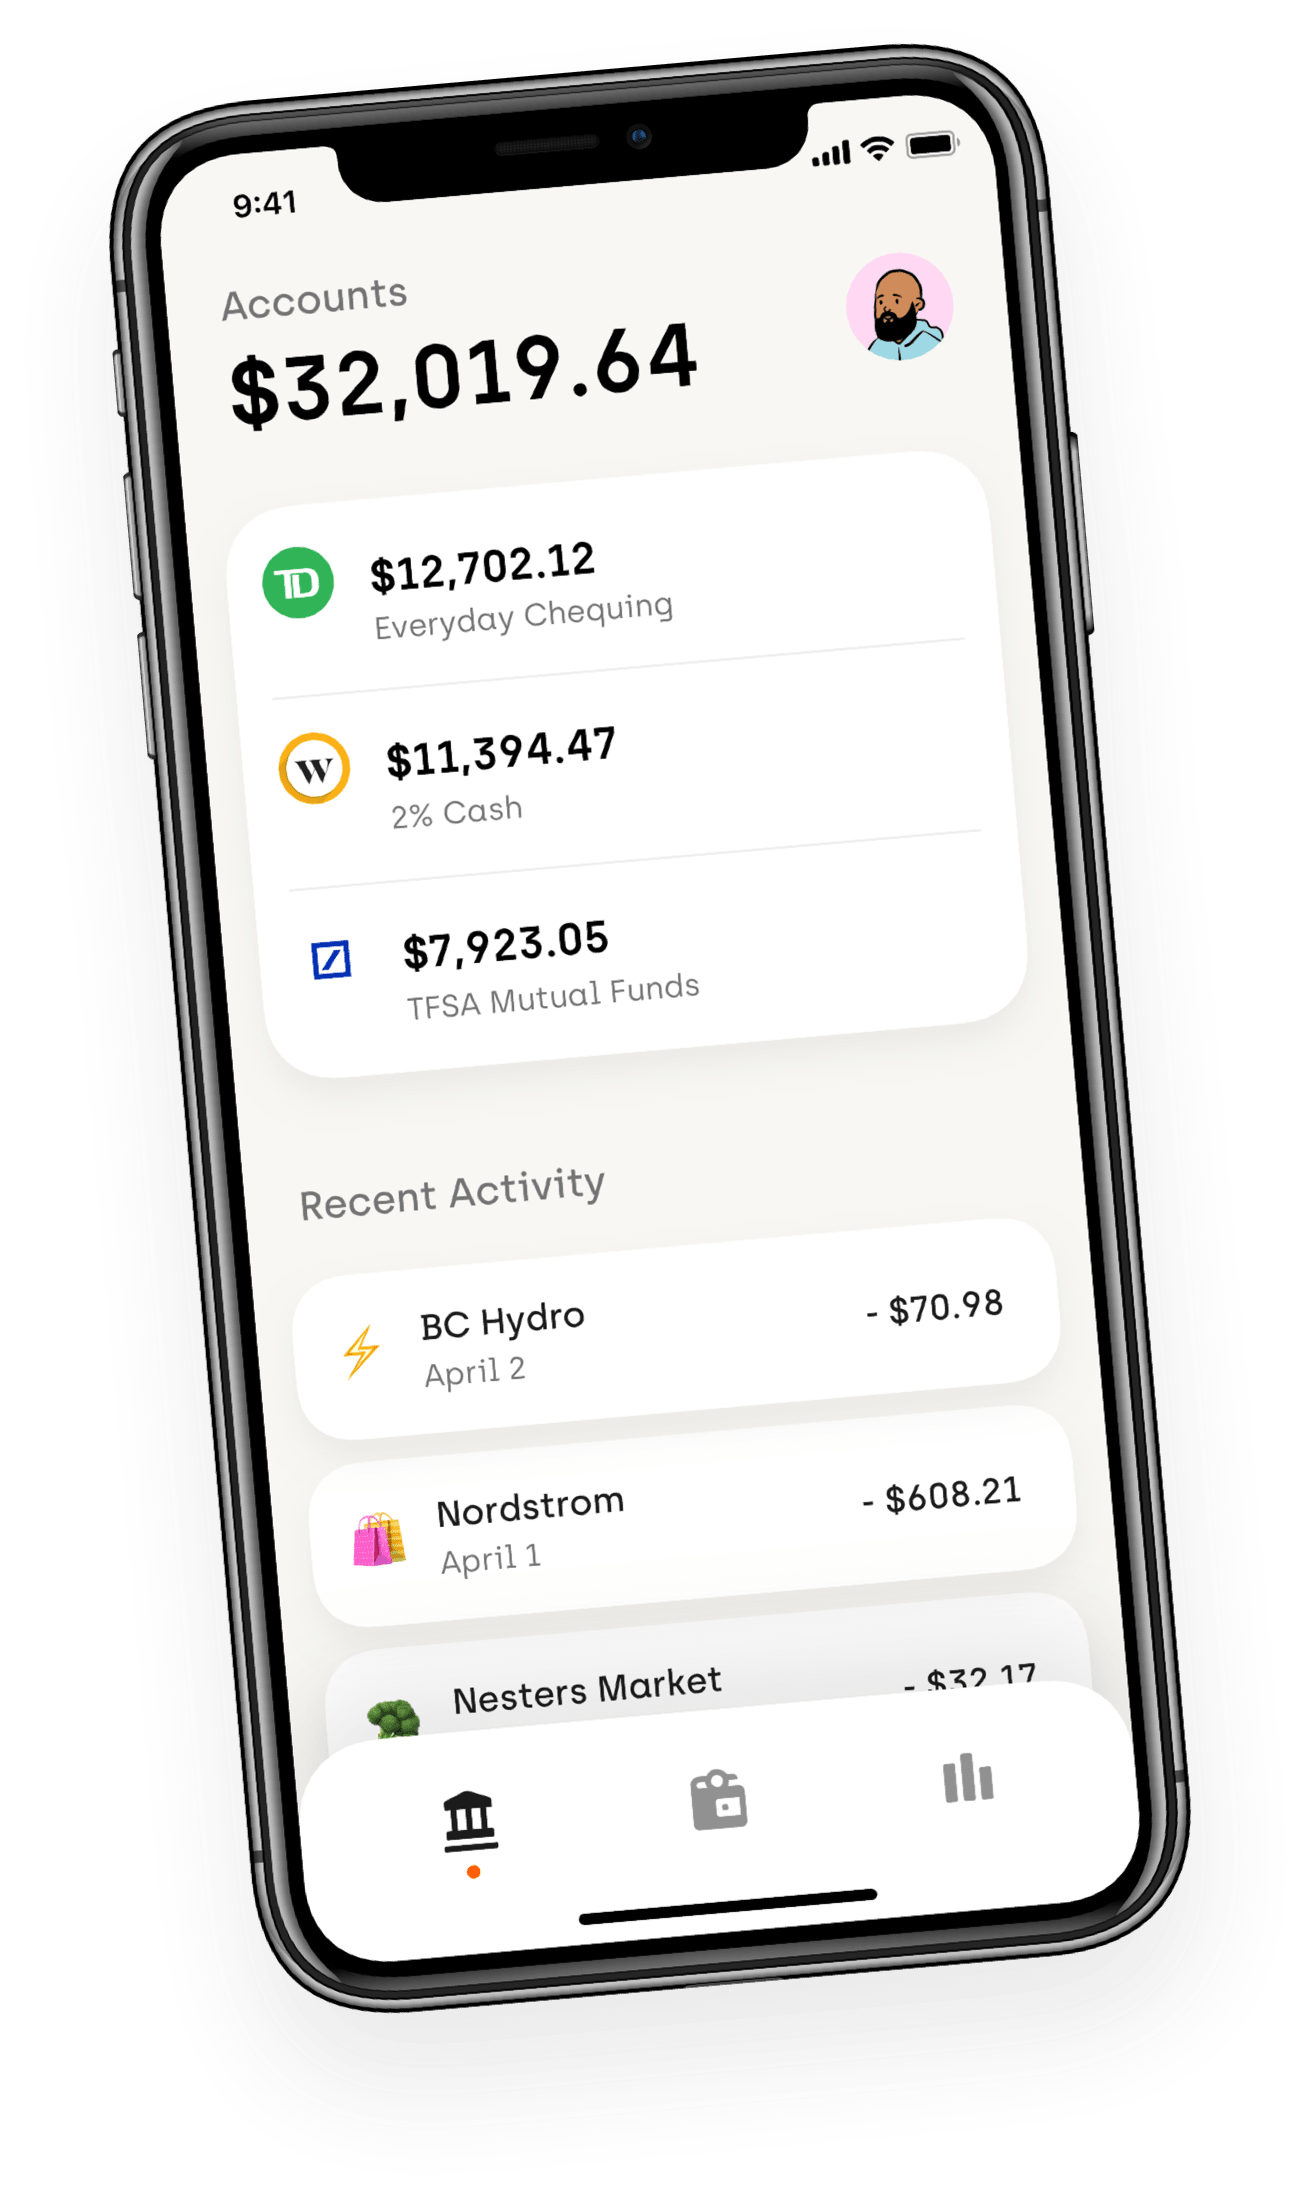 9:41
Accounts
$32,019.64
TD
$12,702.12
Everyday Chequing
W
$11,394.47
2% Cash
$7,923.05
TFSA Mutual Funds
Recent Activity
BC Hydro
- $70.98
April 2
Nordstrom
- $608.21
April 1
Nesters Market
- $32.17